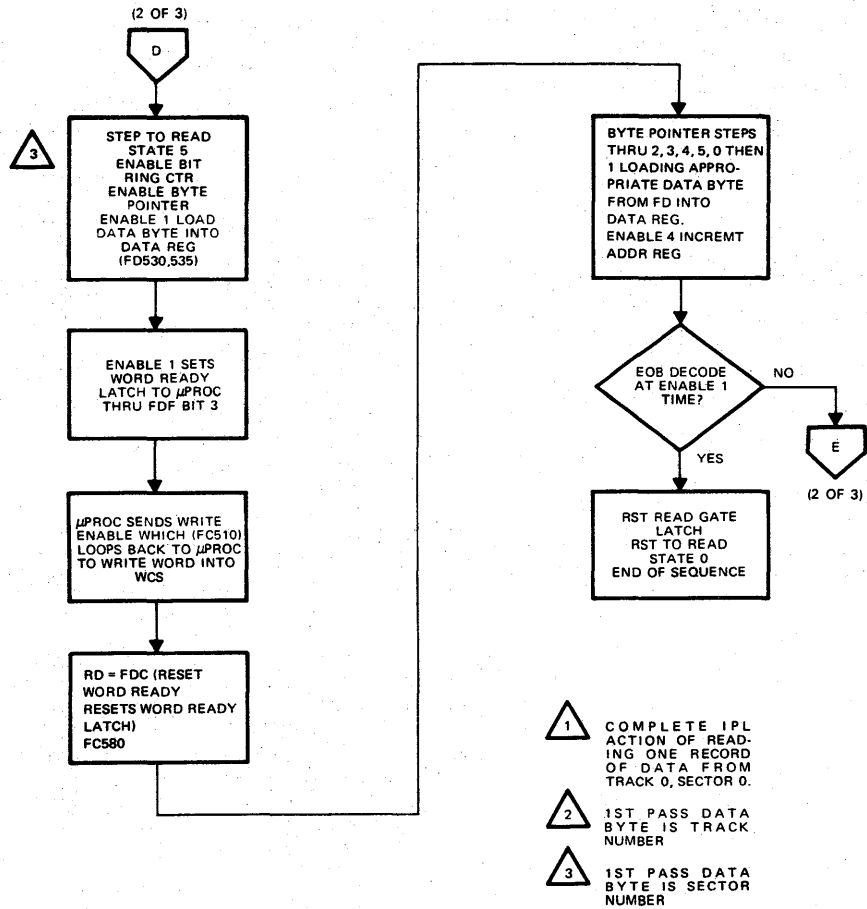 (2 OF 3)
D
3
STEP TO READ
STATE 5
ENABLE BIT
RING CTR
ENABLE BYTE
POINTER
ENABLE 1 LOAD
DATA BYTE INTO
DATA REG
(FD530,535)
ENABLE 1 SETS
WORD READY
LATCH TO μPROC
THRU FDF BIT 3
μPROC SENDS WRITE
ENABLE WHICH (FC510)
LOOPS BACK TO μPROC
TO WRITE WORD INTO
WCS
RD = FDC (RESET
WORD READY
RESETS WORD READY
LATCH)
FC580
BYTE POINTER STEPS
THRU 2, 3, 4, 5, 0 THEN
1 LOADING APPRO-
PRIATE DATA BYTE
FROM FD INTO
DATA REG.
ENABLE 4 INCREMT
ADDR REG
EOB DECODE
AT ENABLE 1
TIME?
NO
E
(2 OF 3)
YES
RST READ GATE
LATCH
RST TO READ
STATE 0
END OF SEQUENCE
1
COMPLETE IPL
ACTION OF READ-
ING ONE RECORD
OF DATA FROM
TRACK 0, SECTOR 0.
2
1ST PASS DATA
BYTE IS TRACK
NUMBER
3
1ST PASS DATA
BYTE IS SECTOR
NUMBER